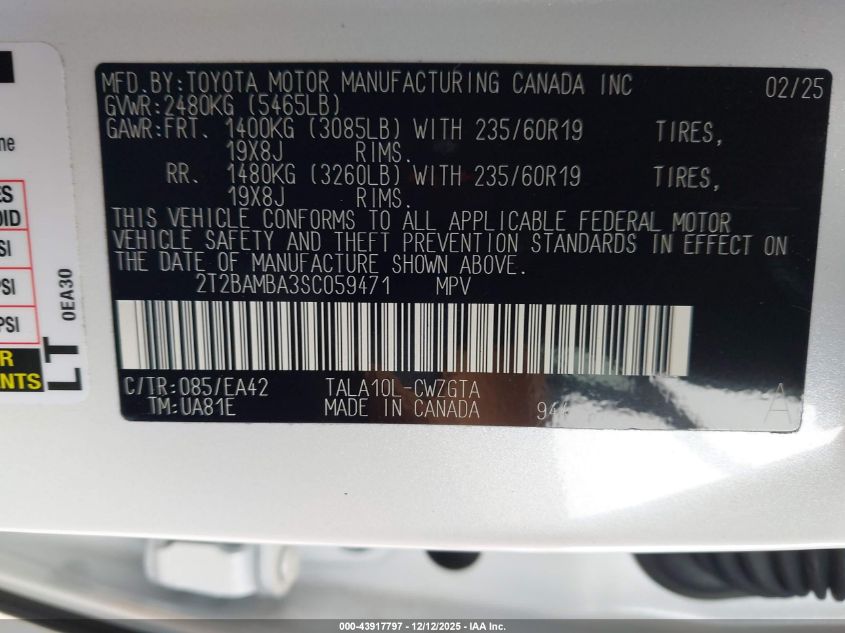 MFD.BY:TOYOTA MOTOR MANUFACTURING CANADA INC 02/25
GVWR:2480KG (5465LB)
GAWR:FRT. 1400KG (3085LB) WITH 235/60R19 TIRES,
19X8J RIMS.
RR. 1480KG (3260LB) WITH 235/60R19 TIRES,
19X8J RIMS.
THIS VEHICLE CONFORMS TO ALL APPLICABLE FEDERAL MOTOR
VEHICLE SAFETY AND THEFT PREVENTION STANDARDS IN EFFECT ON
THE DATE OF MANUFACTURE SHOWN ABOVE.
2T2BAMBA3SC059471 MPV
C/TR:085/EA42 TALA10L-CWZGTA
TM:UA81E MADE IN CANADA
A
PSI
PSI
0EA30
LT
000-43917797 - 12/12/2025 - IAA Inc.